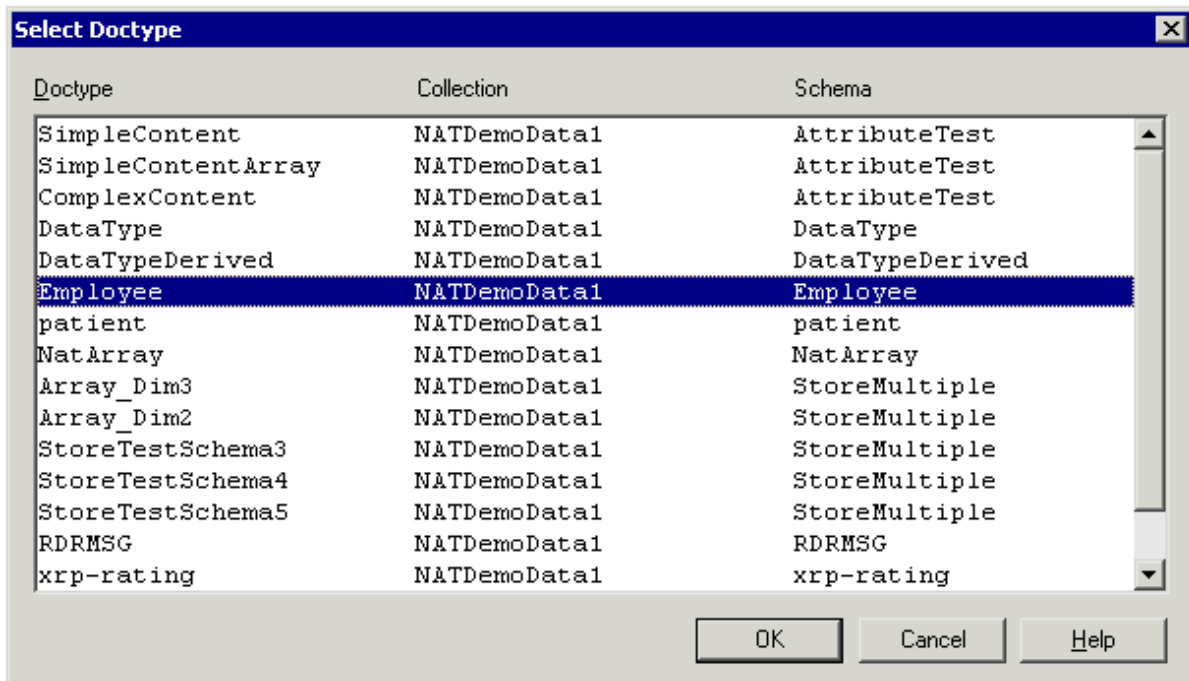 Select Doctype
Doctype Collection Schema
SimpleContent NATDemoData1 AttributeTest
SimpleContentArray NATDemoData1 AttributeTest
ComplexContent NATDemoData1 AttributeTest
DataType NATDemoData1 DataType
DataTypeDerived NATDemoData1 DataTypeDerived
Employee NATDemoData1 Employee
patient NATDemoData1 patient
NatArray NATDemoData1 NatArray
Array_Dim3 NATDemoData1 StoreMultiple
Array_Dim2 NATDemoData1 StoreMultiple
StoreTestSchema3 NATDemoData1 StoreMultiple
StoreTestSchema4 NATDemoData1 StoreMultiple
StoreTestSchema5 NATDemoData1 StoreMultiple
RDRMSG NATDemoData1 RDRMSG
xrp-rating NATDemoData1 xrp-rating
OK Cancel Help